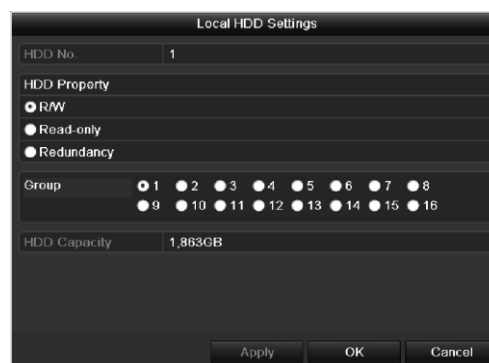 Local HDD Settings
HDD No. 1
HDD Property
R/W
Read-only
Redundancy
Group 1 2 3 4 5 6 7 8
9 10 11 12 13 14 15 16
HDD Capacity 1,863GB
Apply OK Cancel